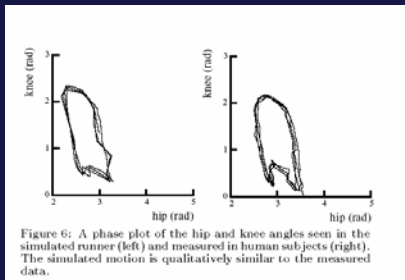 knee (rad)
3
2
1
0
2 3 4 5
hip (rad)
knee (rad)
3
2
1
0
2 3 4 5
hip (rad)
Figure 6: A phase plot of the hip and knee angles seen in the
simulated runner (left) and measured in human subjects (right).
The simulated motion is qualitatively similar to the measured
data.